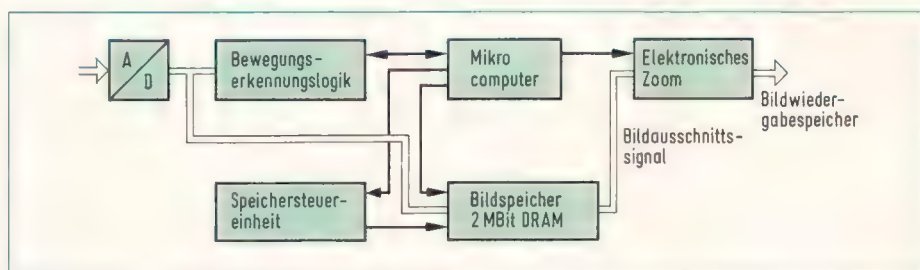 A
D
Bewegungs-
erkennungslogik
Mikro
computer
Elektronisches
Zoom
Bildwieder-
gabespeicher
Bildausschnitts-
signal
Speichersteuer-
einheit
Bildspeicher
2 MBit DRAM